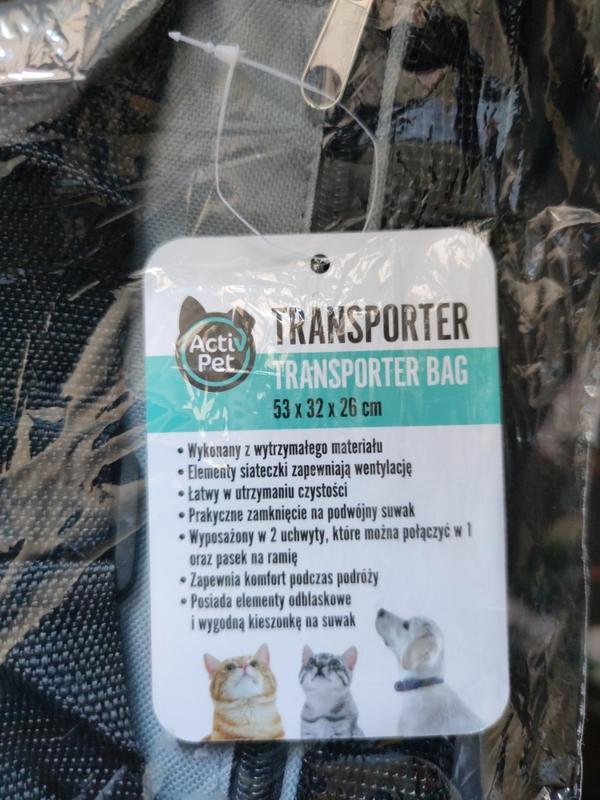 Activ
Pet
TRANSPORTER
TRANSPORTER BAG
53 x 32 x 26 cm
• Wykonany z wytrzymałego materiału
• Elementy siateczki zapewniają wentylację
• Łatwy w utrzymaniu czystości
• Prakyczne zamknięcie na podwójny suwak
• Wyposażony w 2 uchwyty, które można połączyć w 1
oraz pasek na ramię
• Zapewnia komfort podczas podróży
• Posiada elementy odblaskowe
i wygodną kieszonkę na suwak